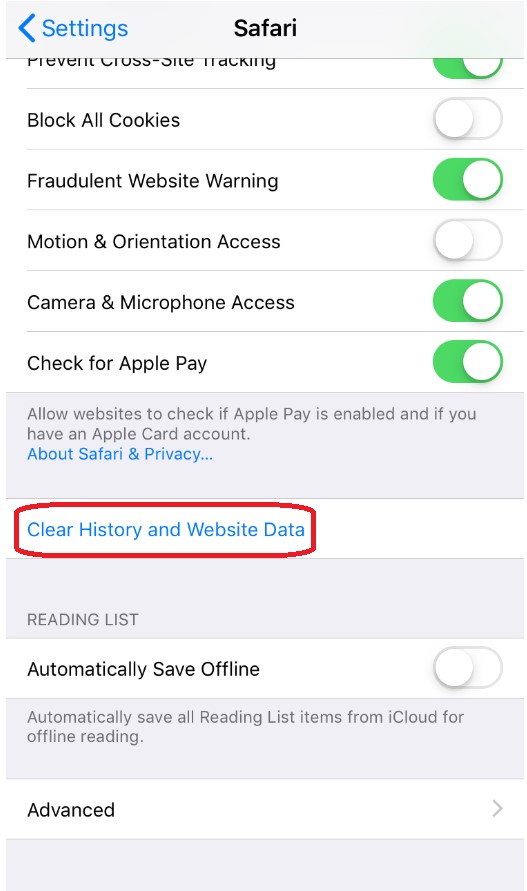 Settings
Safari
Prevent Cross-Site Tracking
Block All Cookies
Fraudulent Website Warning
Motion & Orientation Access
Camera & Microphone Access
Check for Apple Pay
Allow websites to check if Apple Pay is enabled and if you
have an Apple Card account.
About Safari & Privacy...
Clear History and Website Data
READING LIST
Automatically Save Offline
Automatically save all Reading List items from iCloud for
offline reading.
Advanced